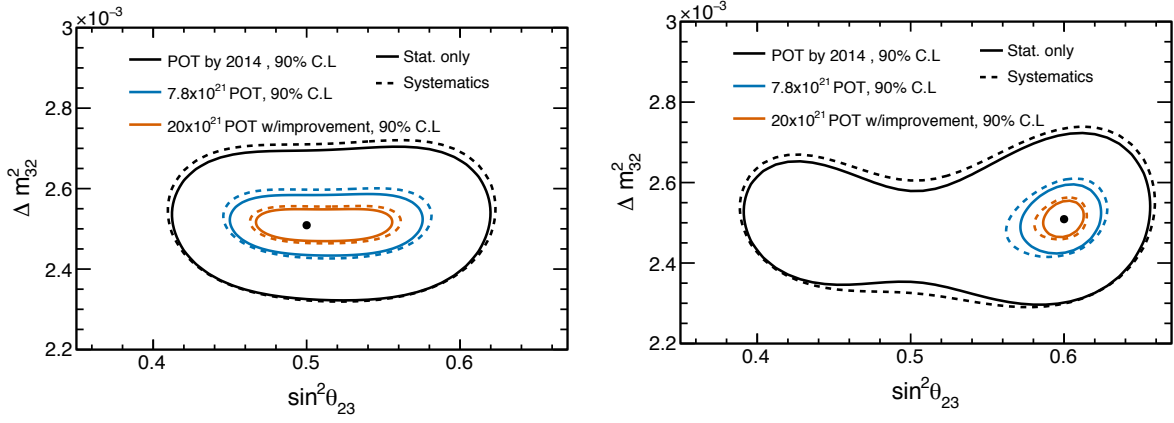 ×10⁻³
3
2.8
2.6
2.4
2.2
Δ m²₃₂
POT by 2014 , 90% C.L
7.8x10²¹ POT, 90% C.L
20x10²¹ POT w/improvement, 90% C.L
Stat. only
Systematics
0.4 0.5 0.6
sin²θ₂₃
×10⁻³
3
2.8
2.6
2.4
2.2
Δ m²₃₂
POT by 2014, 90% C.L
7.8x10²¹ POT, 90% C.L
20x10²¹ POT w/improvement, 90% C.L
Stat. only
Systematics
0.4 0.5 0.6
sin²θ₂₃